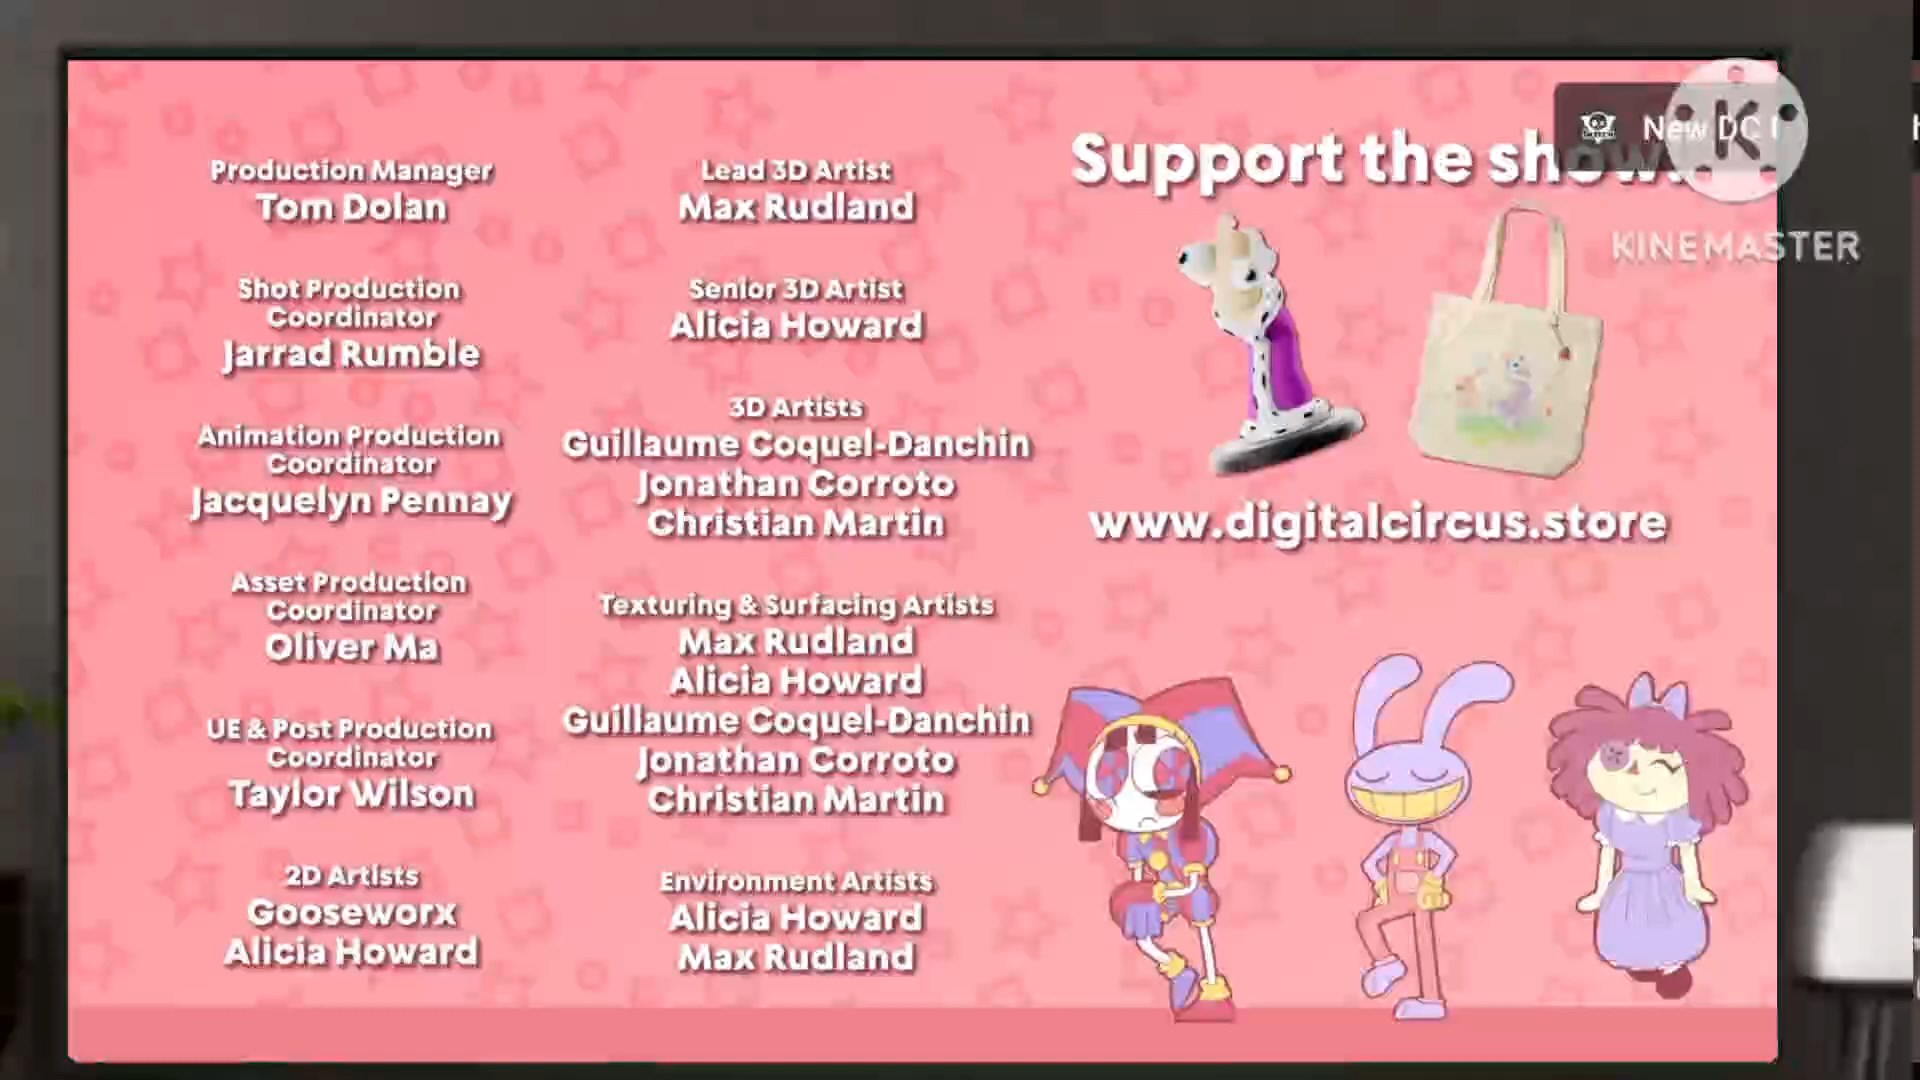 Production Manager
Tom Dolan
Shot Production
Coordinator
Jarrad Rumble
Animation Production
Coordinator
Jacquelyn Pennay
Asset Production
Coordinator
Oliver Ma
UE & Post Production
Coordinator
Taylor Wilson
2D Artists
Gooseworx
Alicia Howard
Lead 3D Artist
Max Rudland
Senior 3D Artist
Alicia Howard
3D Artists
Guillaume Coquel-Danchin
Jonathan Corroto
Christian Martin
Texturing & Surfacing Artists
Max Rudland
Alicia Howard
Guillaume Coquel-Danchin
Jonathan Corroto
Christian Martin
Environment Artists
Alicia Howard
Max Rudland
Support the show
www.digitalcircus.store
New DC
K
KINEMASTER